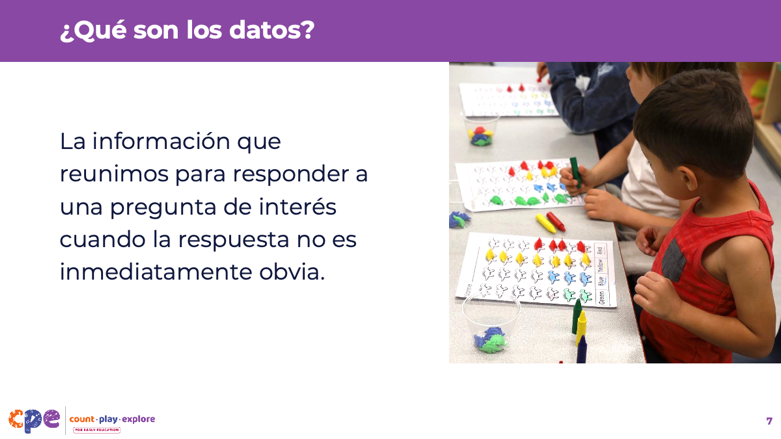 ¿Qué son los datos?
La información que
reunimos para responder a
una pregunta de interés
cuando la respuesta no es
inmediatamente obvia.
Green Blue Yellow Red
cpe
count·play·explore
FOR EARLY EDUCATION
7